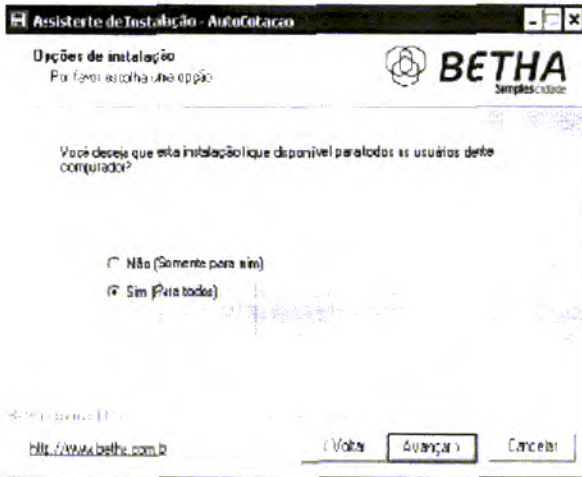 Assistente de Instalação - AutoCotacao
Opções de instalação
Por favor escolha uma opção
BETHA
Simplescidade
Você deseja que esta instalação fique disponível para todos os usuários deste
computador?
Não (Somente para mim)
Sim (Para todos)
http://www.betha.com.b
< Voltar
Avançar >
Cancelar